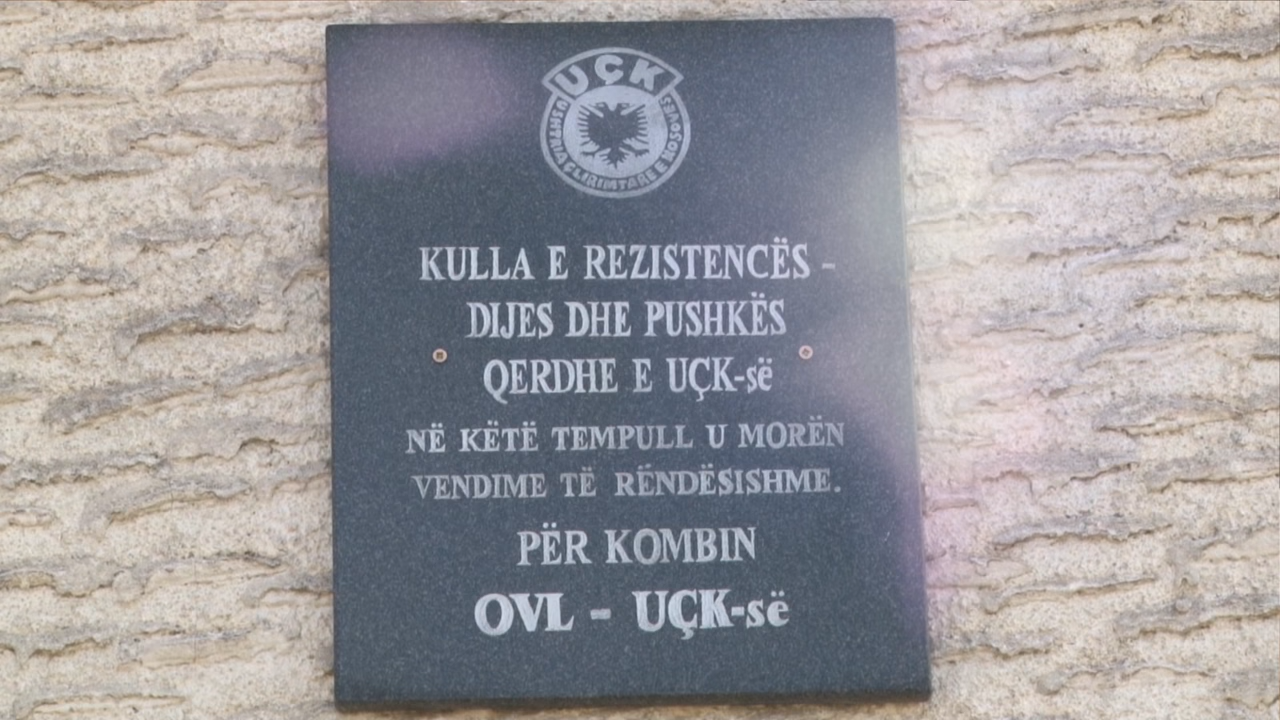 UÇK
USHTRIA ÇLIRIMTARE E KOSOVËS
KULLA E REZISTENCËS -
DIJES DHE PUSHKËS
QERDHE E UÇK-së
NË KËTË TEMPULL U MORËN
VENDIME TË RËNDËSISHME.
PËR KOMBIN
OVL - UÇK-së